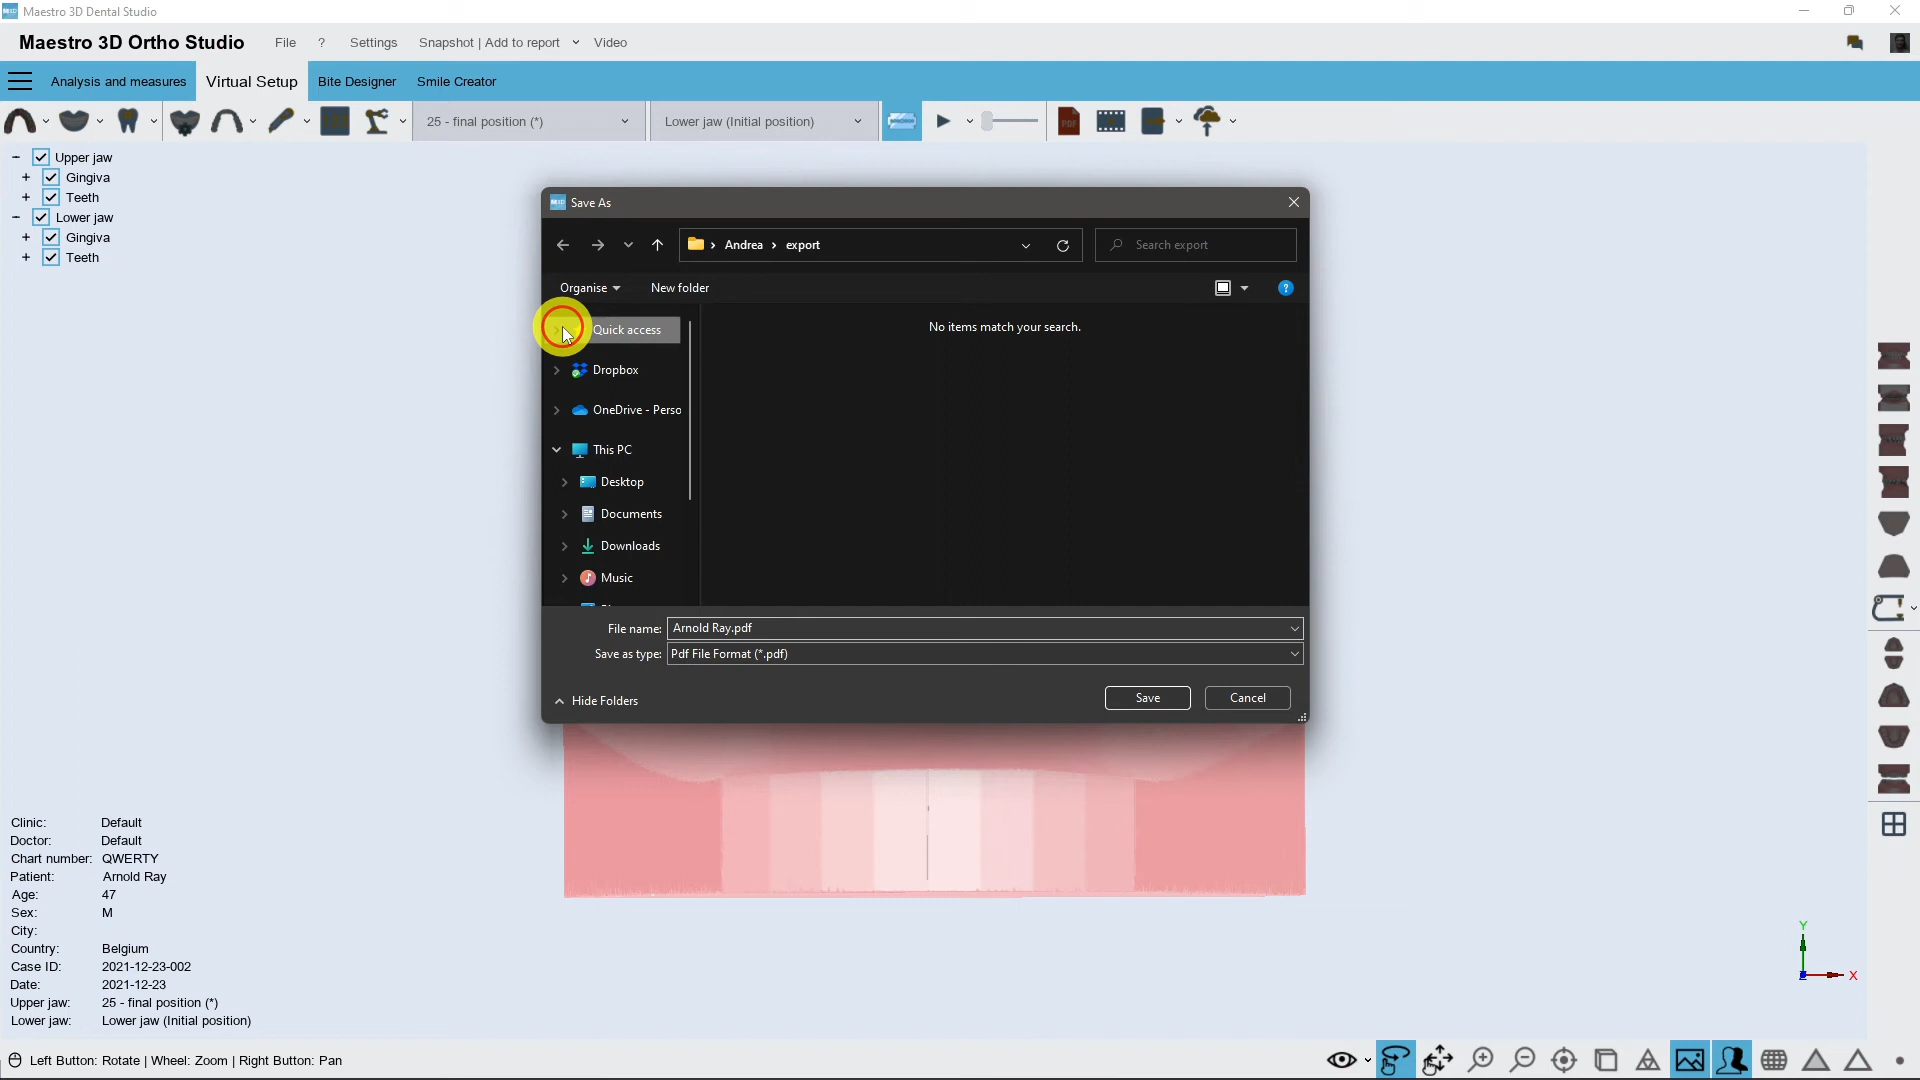 Maestro 3D Dental Studio
Maestro 3D Ortho Studio
File ? Settings Snapshot | Add to report Video
Analysis and measures Virtual Setup Bite Designer Smile Creator
25 - final position (*)
Lower jaw (Initial position)
PDF
Upper jaw
Gingiva
Teeth
Lower jaw
Gingiva
Teeth
Save As
Andrea > export
Search export
Organise New folder
Quick access
No items match your search.
Dropbox
OneDrive - Perso
This PC
Desktop
Documents
Downloads
Music
File name: Arnold Ray.pdf
Save as type: Pdf File Format (*.pdf)
Hide Folders
Save Cancel
Clinic: Default
Doctor: Default
Chart number: QWERTY
Patient: Arnold Ray
Age: 47
Sex: M
City:
Country: Belgium
Case ID: 2021-12-23-002
Date: 2021-12-23
Upper jaw: 25 - final position (*)
Lower jaw: Lower jaw (Initial position)
Y
X
Left Button: Rotate | Wheel: Zoom | Right Button: Pan